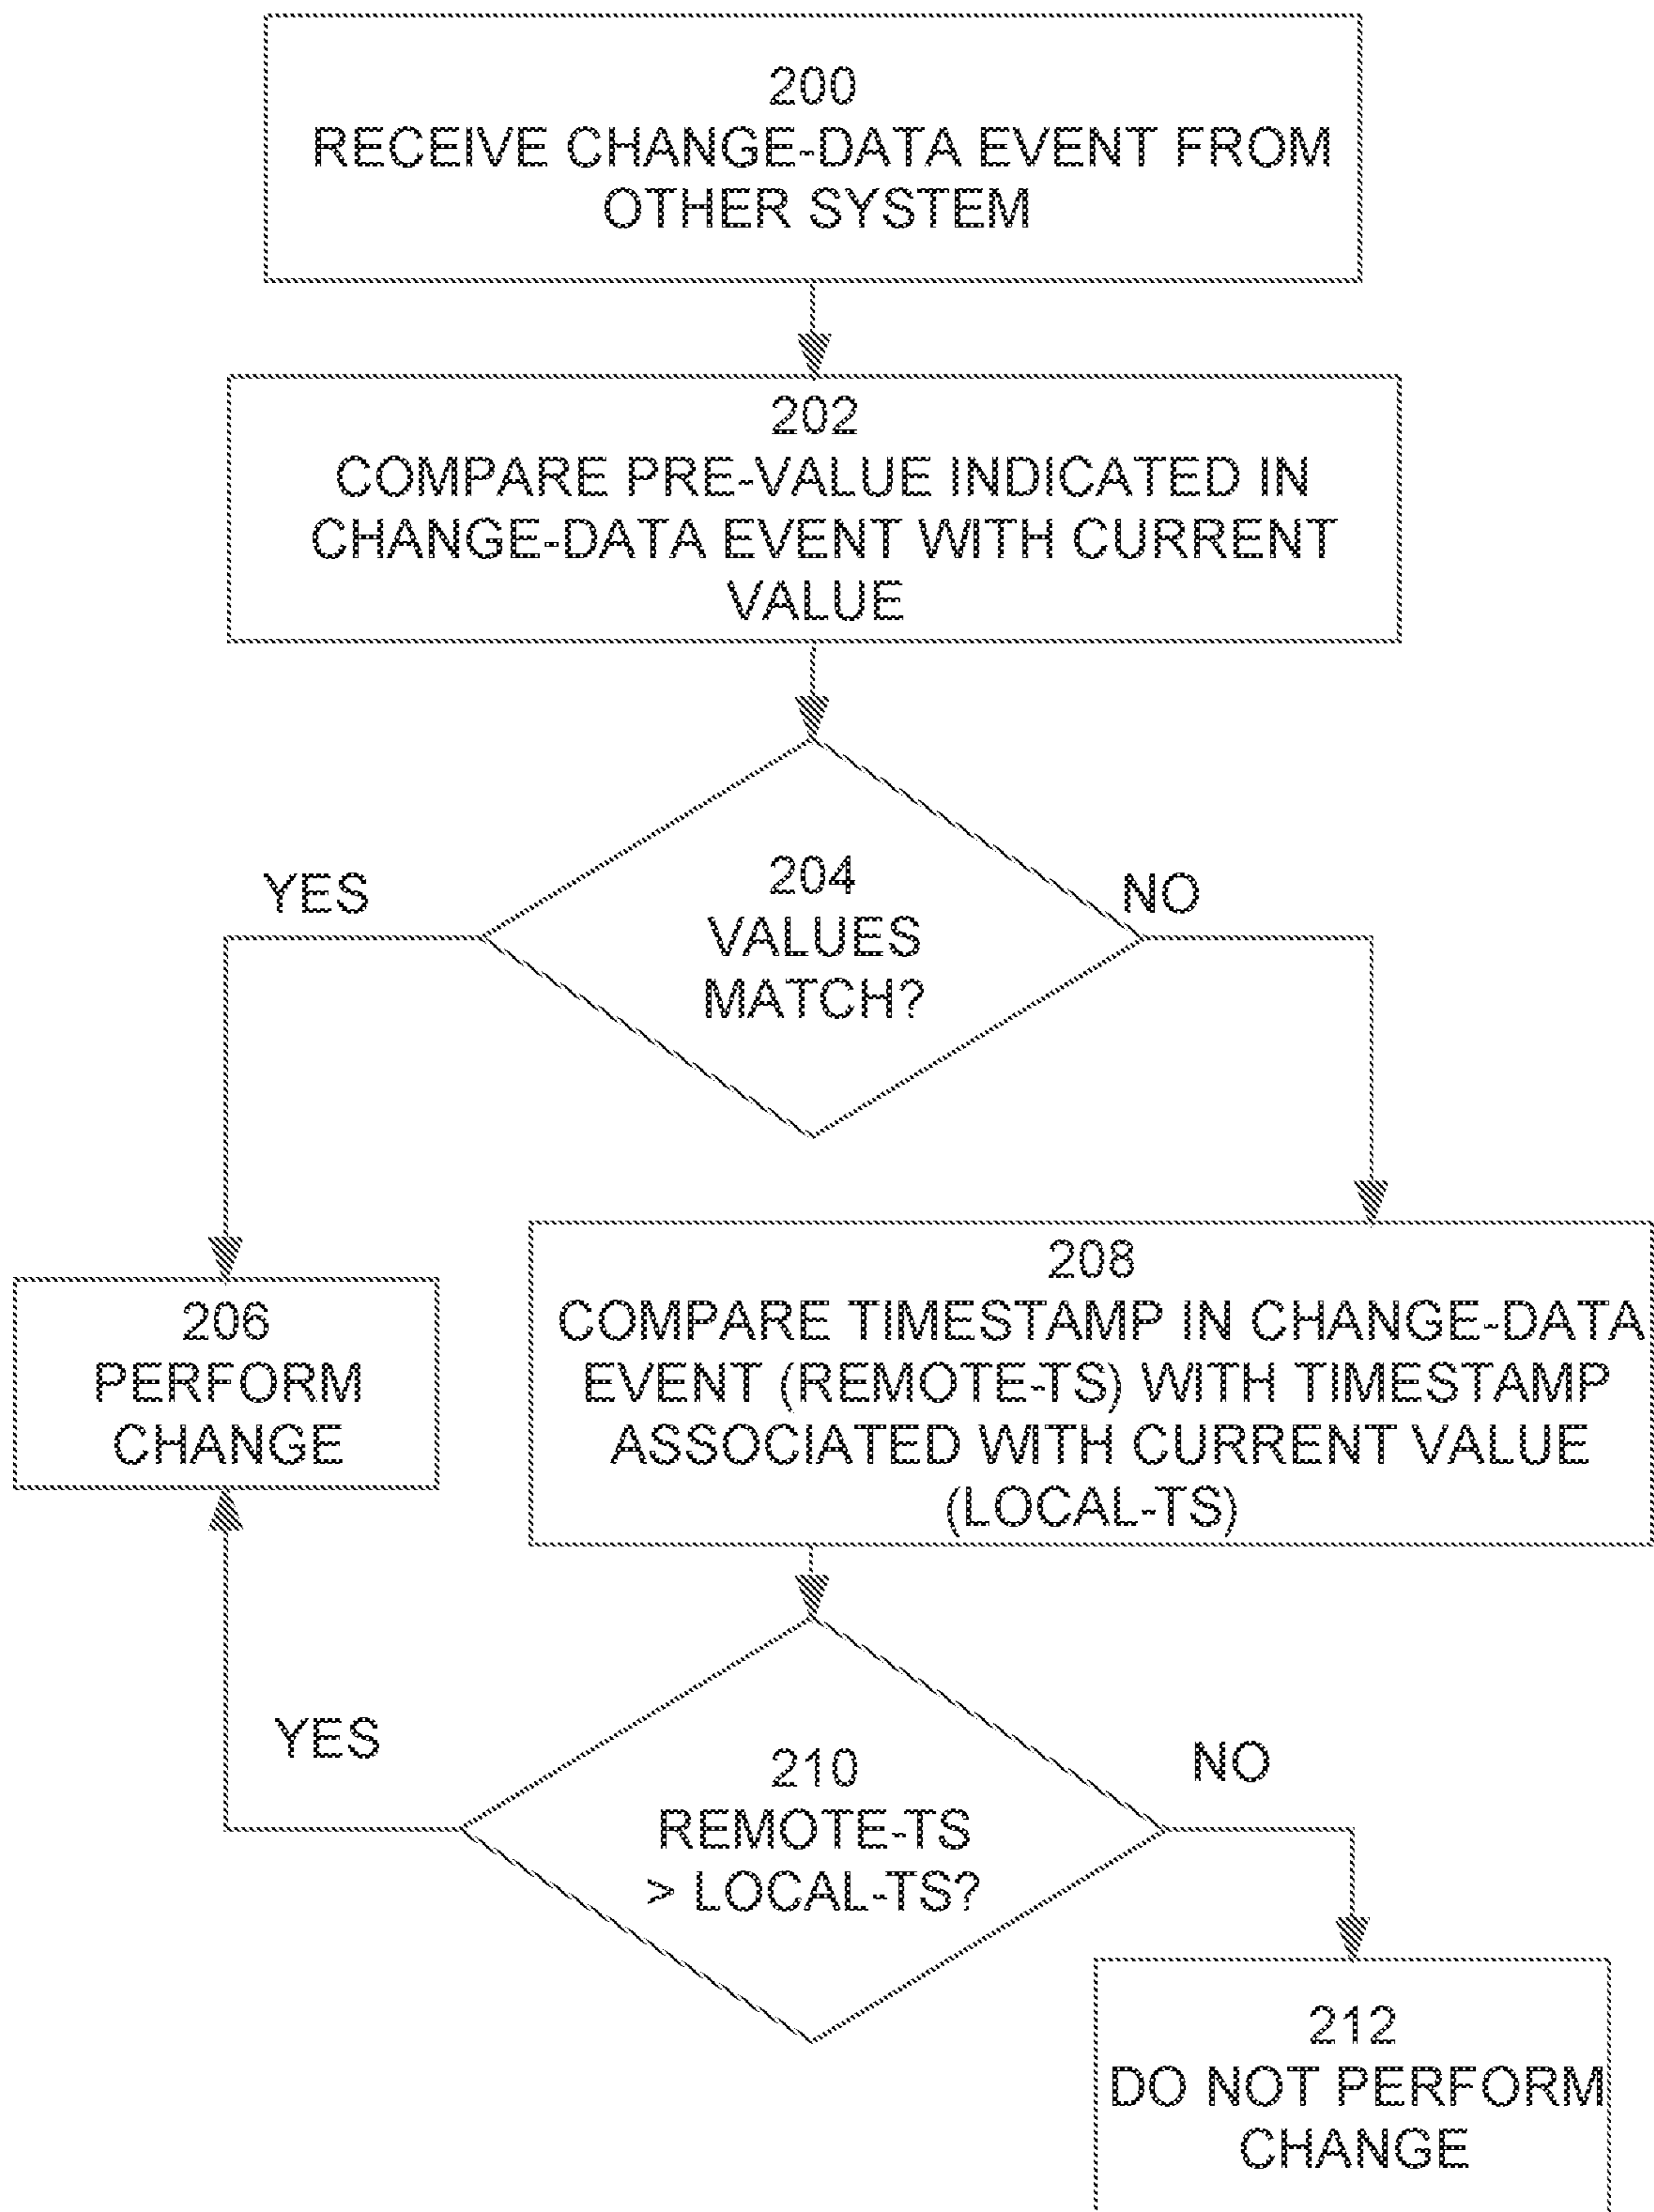 200
RECEIVE CHANGE-DATA EVENT FROM
OTHER SYSTEM
202
COMPARE PRE-VALUE INDICATED IN
CHANGE-DATA EVENT WITH CURRENT
VALUE
YES
204
VALUES
MATCH?
NO
206
PERFORM
CHANGE
208
COMPARE TIMESTAMP IN CHANGE-DATA
EVENT (REMOTE-TS) WITH TIMESTAMP
ASSOCIATED WITH CURRENT VALUE
(LOCAL-TS)
YES
210
REMOTE-TS
> LOCAL-TS?
NO
212
DO NOT PERFORM
CHANGE